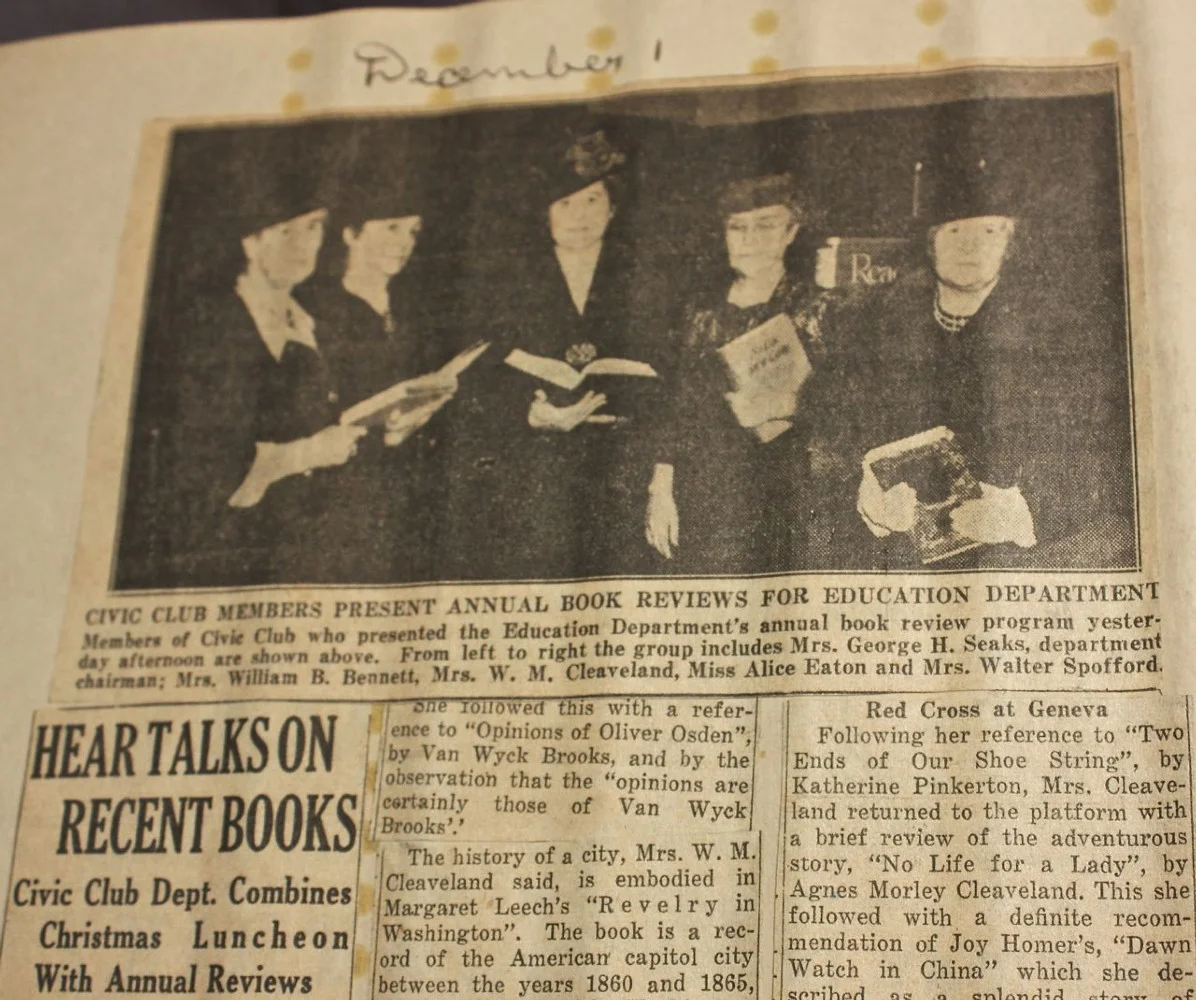 December 1
Rea
CIVIC CLUB MEMBERS PRESENT ANNUAL BOOK REVIEWS FOR EDUCATION DEPARTMENT
Members of Civic Club who presented the Education Department's annual book review program yester-
day afternoon are shown above. From left to right the group includes Mrs. George H. Seaks, department
chairman; Mrs. William B. Bennett, Mrs. W. M. Cleaveland, Miss Alice Eaton and Mrs. Walter Spofford.
HEAR TALKS ON
RECENT BOOKS
Civic Club Dept. Combines
Christmas Luncheon
With Annual Reviews
She followed this with a refer-
ence to "Opinions of Oliver Osden",
by Van Wyck Brooks, and by the
observation that the "opinions are
certainly those of Van Wyck
Brooks'.'
The history of a city, Mrs. W. M.
Cleaveland said, is embodied in
Margaret Leech's "Revelry in
Washington". The book is a rec-
ord of the American capitol city
between the years 1860 and 1865,
Red Cross at Geneva
Following her reference to "Two
Ends of Our Shoe String", by
Katherine Pinkerton, Mrs. Cleave-
land returned to the platform with
a brief review of the adventurous
story, "No Life for a Lady", by
Agnes Morley Cleaveland. This she
followed with a definite recom-
mendation of Joy Homer's, "Dawn
Watch in China" which she de-
scribed as a splendid story of